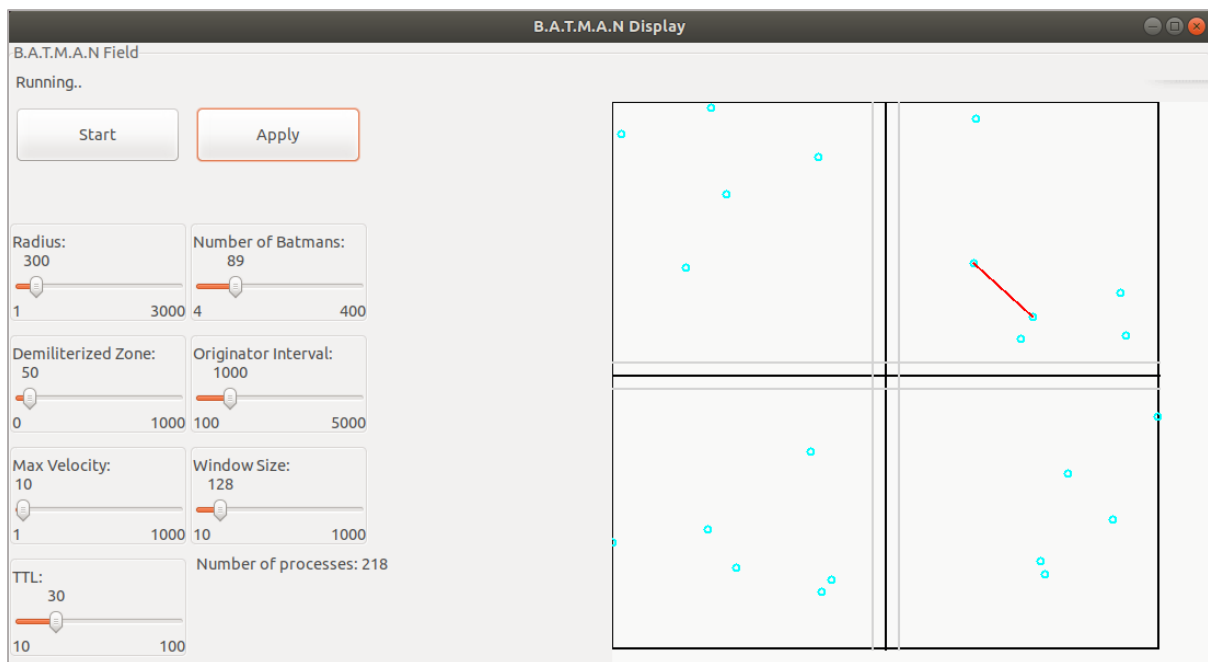 B.A.T.M.A.N Display
B.A.T.M.A.N Field
Running..
Start Apply
Radius: Number of Batmans:
300 89
1 3000 4 400
Demiliterized Zone: Originator Interval:
50 1000
0 1000 100 5000
Max Velocity: Window Size:
10 128
1 1000 10 1000
Number of processes: 218
TTL:
30
10 100